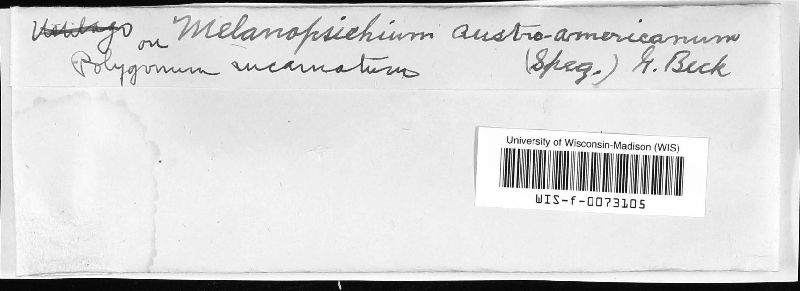 Ustilago Melanopsichium austro-americanum
on
Polygonum incarnatum (Speg.) G. Beck
University of Wisconsin-Madison (WIS)
WIS-f-0073105